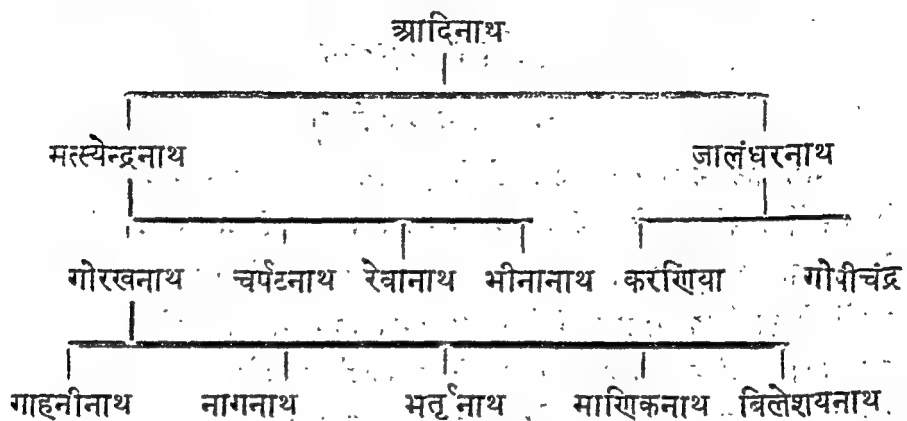 आदिनाथ
मत्स्येन्द्रनाथ जालंधरनाथ
गोरखनाथ चर्पटनाथ रेवानाथ भीनानाथ करणिया गोपीचंद्र
गाहनीनाथ नागनाथ भर्तृनाथ माणिकनाथ बिलेशयनाथ